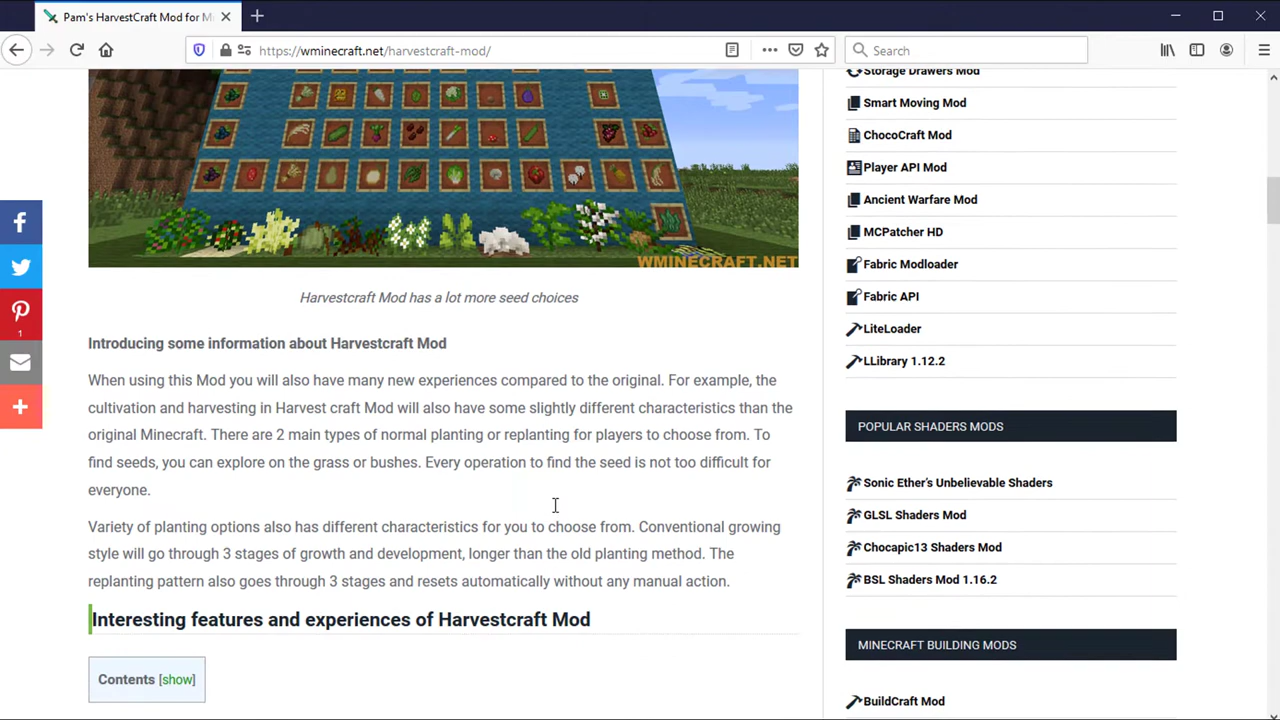 Pam's HarvestCraft Mod for M
https://wminecraft.net/harvestcraft-mod/
Search
1
WMINECRAFT.NET
Harvestcraft Mod has a lot more seed choices
Introducing some information about Harvestcraft Mod
When using this Mod you will also have many new experiences compared to the original. For example, the
cultivation and harvesting in Harvest craft Mod will also have some slightly different characteristics than the
original Minecraft. There are 2 main types of normal planting or replanting for players to choose from. To
find seeds, you can explore on the grass or bushes. Every operation to find the seed is not too difficult for
everyone.
Variety of planting options also has different characteristics for you to choose from. Conventional growing
style will go through 3 stages of growth and development, longer than the old planting method. The
replanting pattern also goes through 3 stages and resets automatically without any manual action.
Interesting features and experiences of Harvestcraft Mod
Contents [show]
Storage Drawers Mod
Smart Moving Mod
ChocoCraft Mod
Player API Mod
Ancient Warfare Mod
MCPatcher HD
Fabric Modloader
Fabric API
LiteLoader
LLibrary 1.12.2
POPULAR SHADERS MODS
Sonic Ether's Unbelievable Shaders
GLSL Shaders Mod
Chocapic13 Shaders Mod
BSL Shaders Mod 1.16.2
MINECRAFT BUILDING MODS
BuildCraft Mod